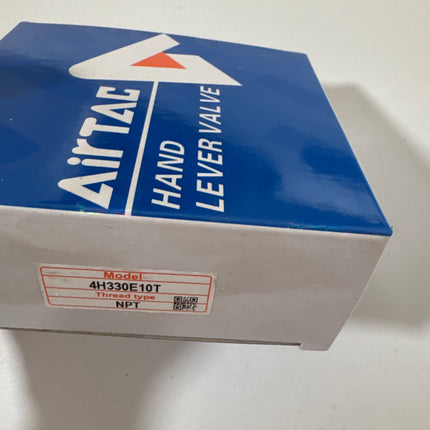 AirTAC
HAND
LEVER VALVE
Model
4H330E10T
Thread type
NPT